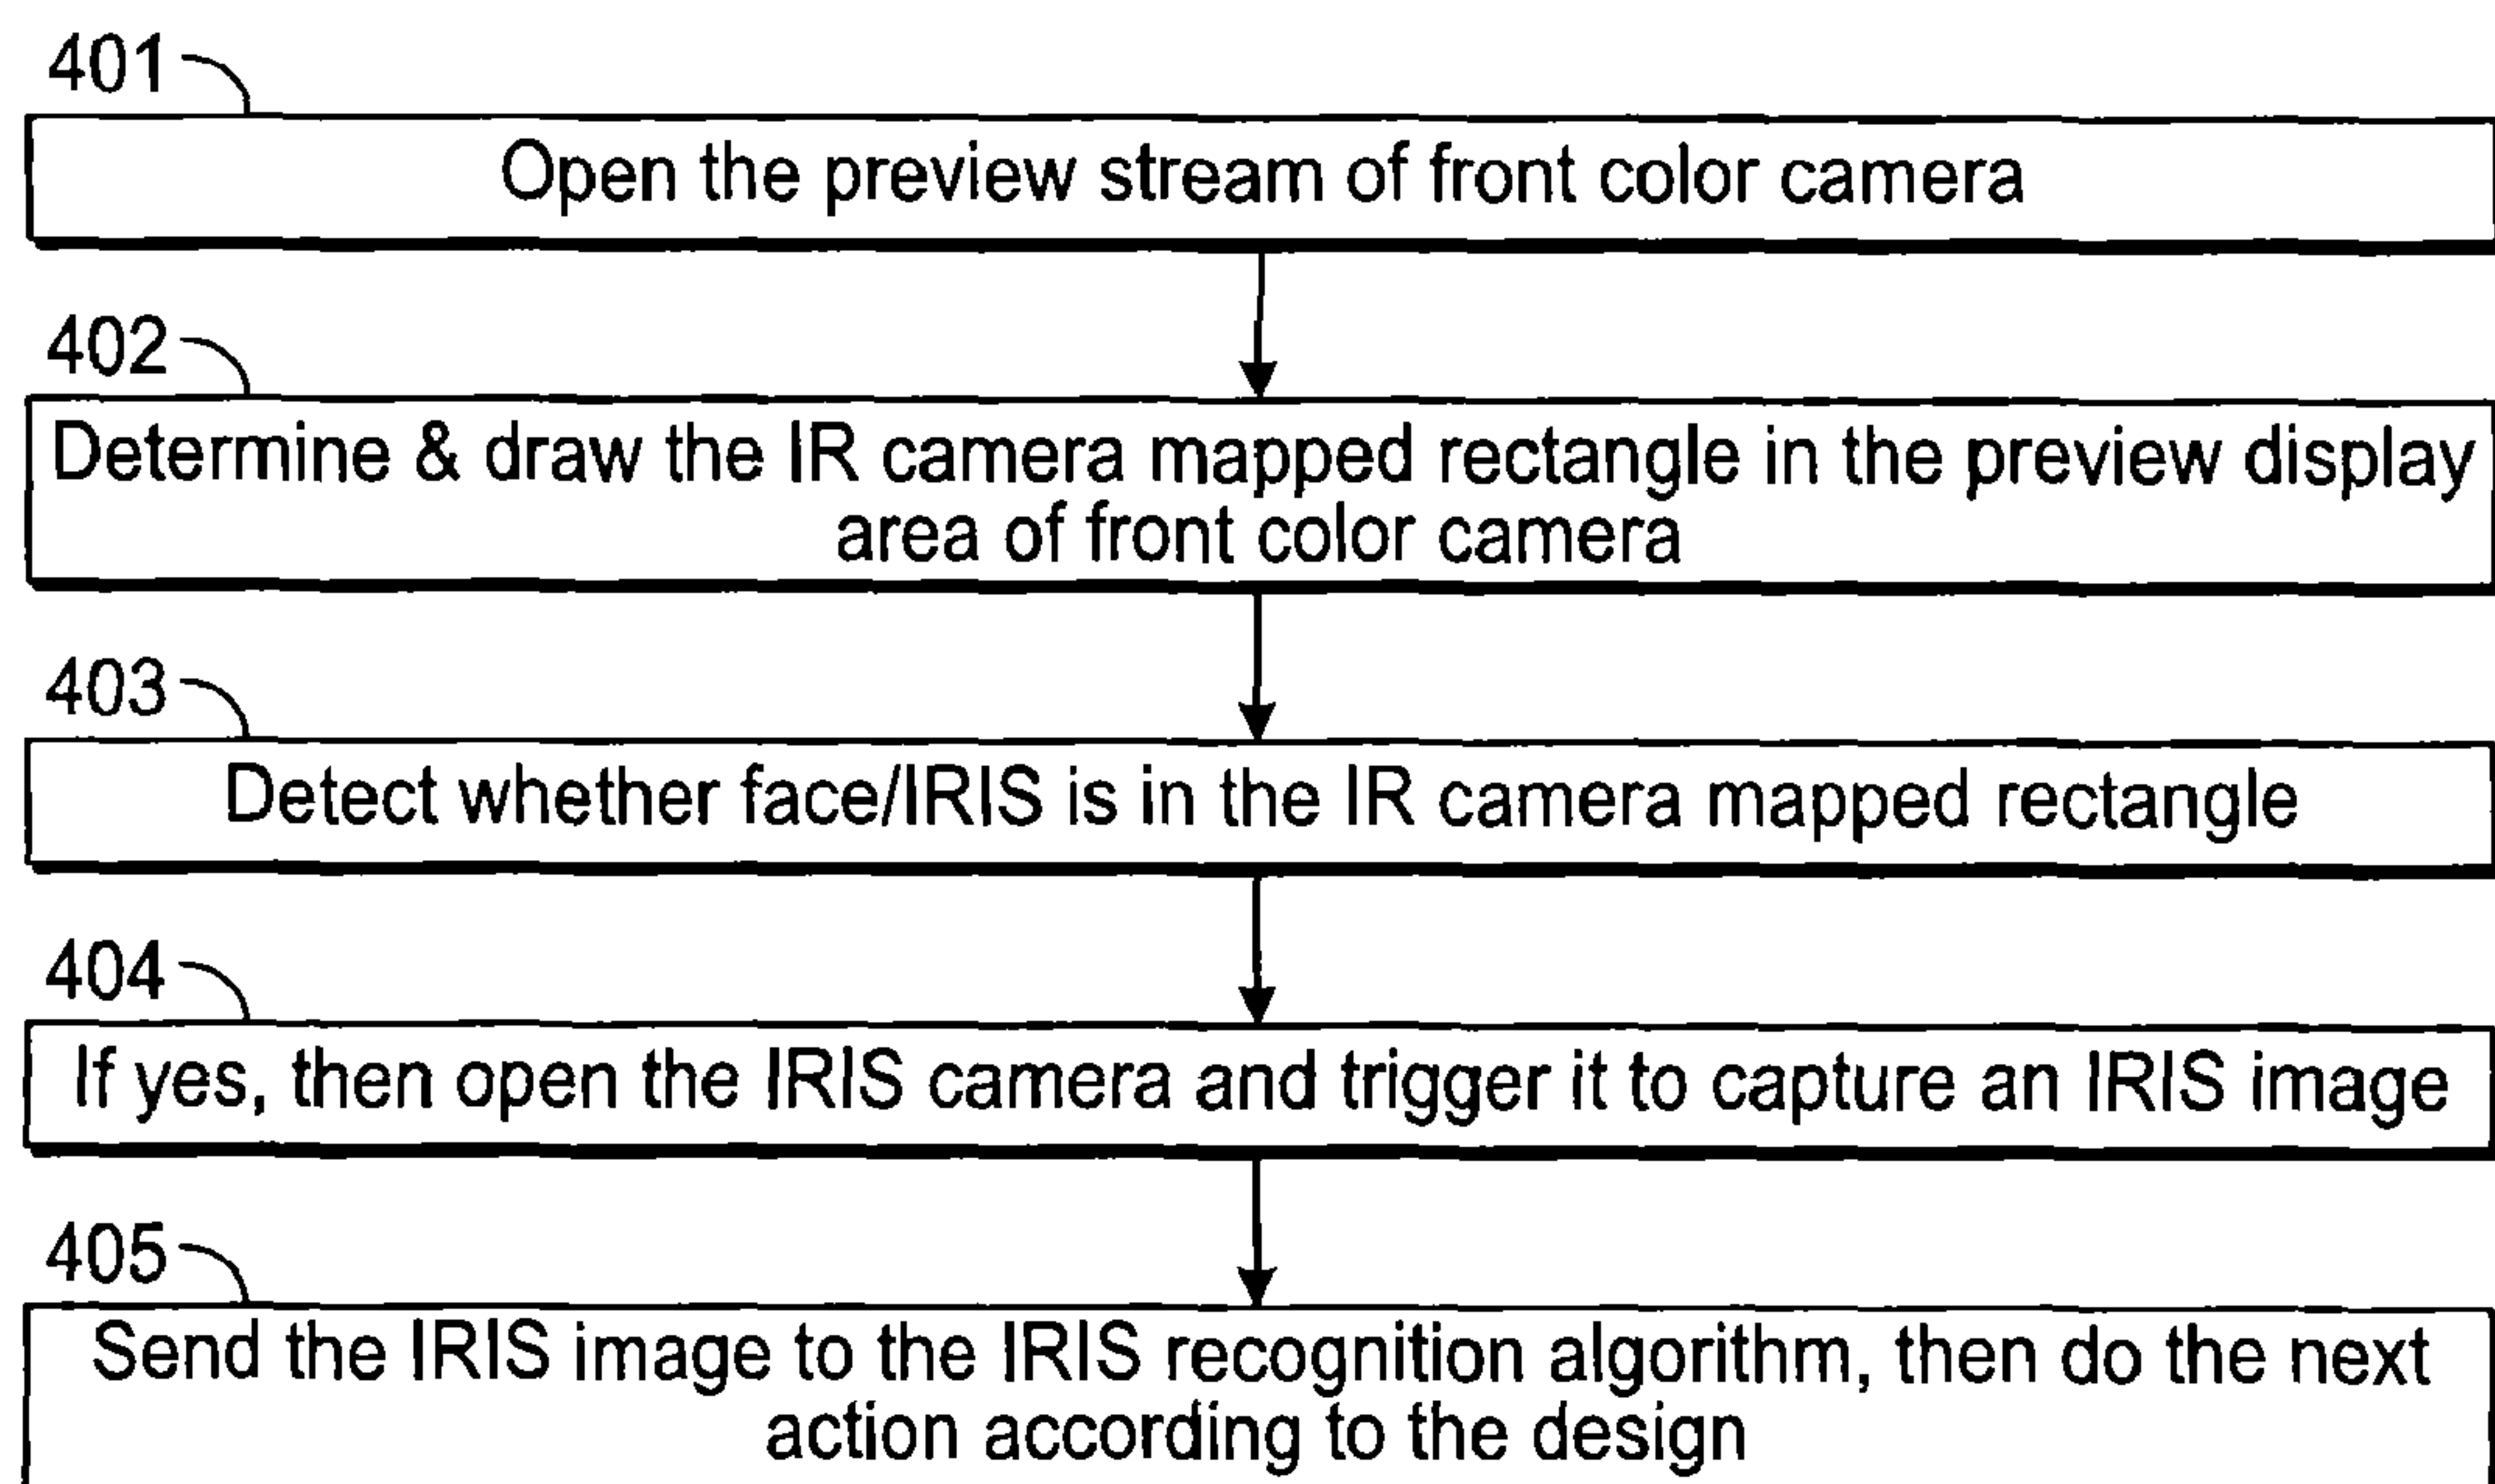 401
Open the preview stream of front color camera
402
Determine & draw the IR camera mapped rectangle in the preview display
area of front color camera
403
Detect whether face/IRIS is in the IR camera mapped rectangle
404
If yes, then open the IRIS camera and trigger it to capture an IRIS image
405
Send the IRIS image to the IRIS recognition algorithm, then do the next
action according to the design